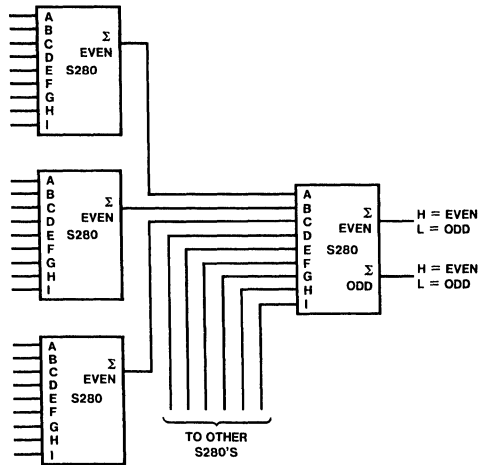 A
B
C
D
E
F
G
H
I
Σ
EVEN
S280
A
B
C
D
E
F
G
H
I
Σ
EVEN
S280
A
B
C
D
E
F
G
H
I
Σ
EVEN
S280
A
B
C
D
E
F
G
H
I
Σ
EVEN
S280
Σ
ODD
H = EVEN
L = ODD
H = EVEN
L = ODD
TO OTHER
S280'S